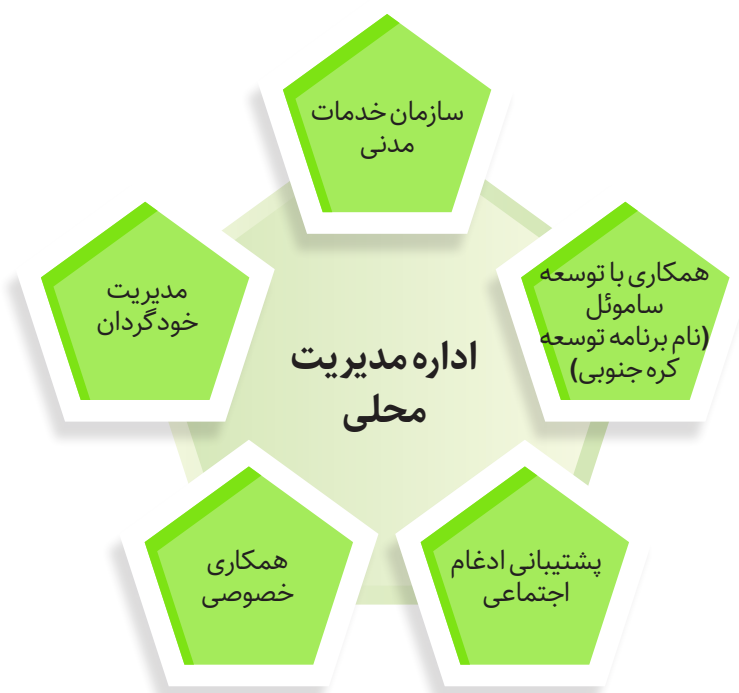 سازمان خدمات
مدنی
همکاری با توسعه
ساموئل
(نام برنامه توسعه
کره جنوبی)
مدیریت
خودگردان
اداره مدیریت
محلی
پشتیبانی ادغام
اجتماعی
همکاری
خصوصی